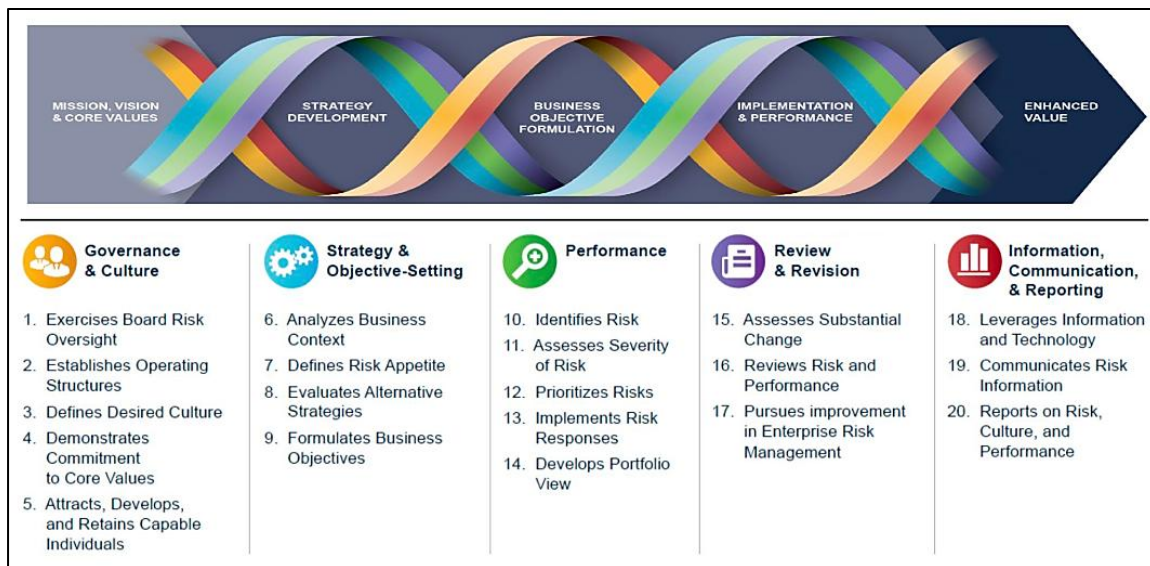 MISSION, VISION
& CORE VALUES
STRATEGY
DEVELOPMENT
BUSINESS
OBJECTIVE
FORMULATION
IMPLEMENTATION
& PERFORMANCE
ENHANCED
VALUE
Governance
& Culture
1. Exercises Board Risk
Oversight
2. Establishes Operating
Structures
3. Defines Desired Culture
4. Demonstrates
Commitment
to Core Values
5. Attracts, Develops,
and Retains Capable
Individuals
Strategy &
Objective-Setting
6. Analyzes Business
Context
7. Defines Risk Appetite
8. Evaluates Alternative
Strategies
9. Formulates Business
Objectives
Performance
10. Identifies Risk
11. Assesses Severity
of Risk
12. Prioritizes Risks
13. Implements Risk
Responses
14. Develops Portfolio
View
Review
& Revision
15. Assesses Substantial
Change
16. Reviews Risk and
Performance
17. Pursues improvement
in Enterprise Risk
Management
Information,
Communication,
& Reporting
18. Leverages Information
and Technology
19. Communicates Risk
Information
20. Reports on Risk,
Culture, and
Performance